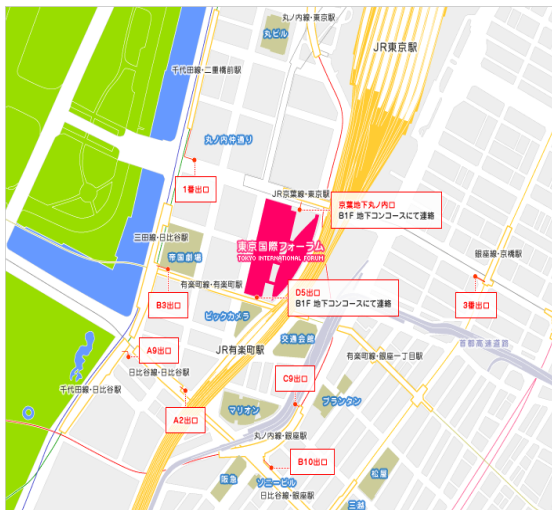 丸ノ内線・東京駅
丸ビル
JR東京駅
千代田線・二重橋前駅
丸ノ内仲通り
1番出口
JR京葉線・東京駅
京葉地下丸ノ内口
B1F 地下コンコースにて連絡
三田線・日比谷駅
東京国際フォーラム
TOKYO INTERNATIONAL FORUM
帝国劇場
銀座線・京橋駅
有楽町線・有楽町駅
D5出口
B1F 地下コンコースにて連絡
B3出口
3番出口
ビックカメラ
交通会館
首都高速道路
A9出口
JR有楽町駅
有楽町線・銀座一丁目駅
日比谷線・日比谷駅
C9出口
千代田線・日比谷駅
プランタン
A2出口
マリオン
丸ノ内線・銀座駅
B10出口
阪急
ソニービル
松屋
日比谷線・銀座駅
三越